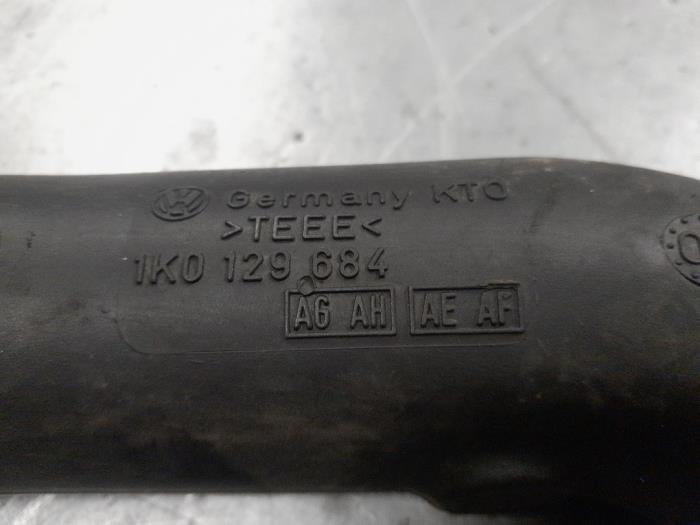 Germany KTO
>TEEE<
1K0 129 684
AG AH AE AF